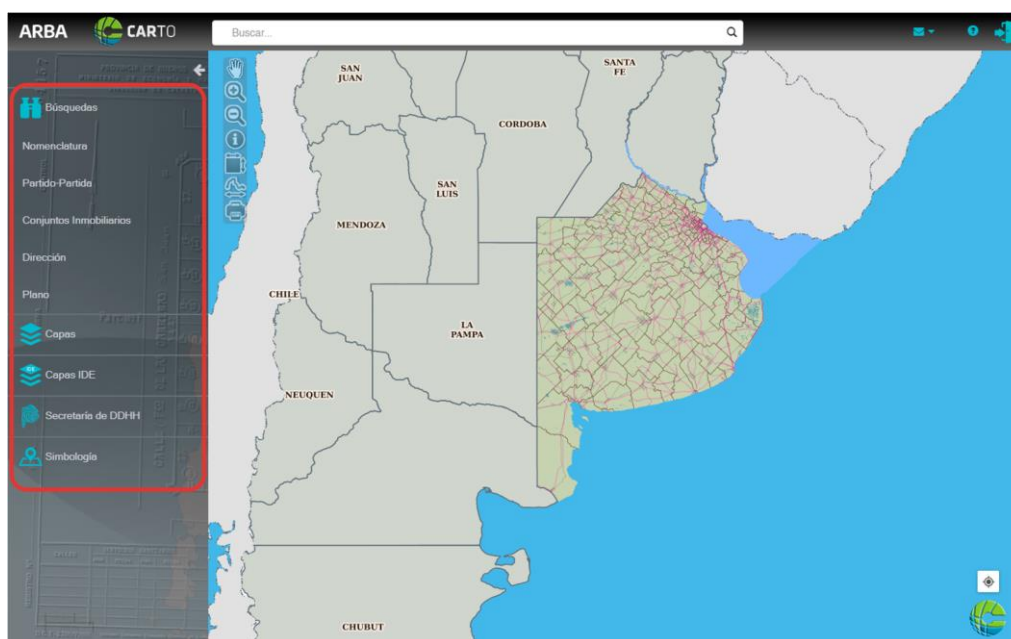 ARBA
CARTO
Buscar...
Búsquedas
Nomenclatura
Partido-Partida
Conjuntos Inmobiliarios
Dirección
Plano
Capas
Capas IDE
Secretaría de DDHH
Simbología
SAN
JUAN
SANTA
FE
CORDOBA
SAN
LUIS
MENDOZA
CHILE
LA
PAMPA
NEUQUEN
CHUBUT